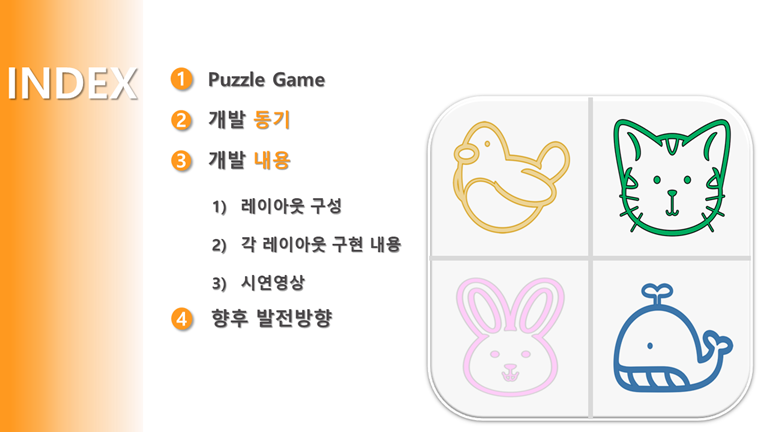 INDEX
1 Puzzle Game
2 개발 동기
3 개발 내용
1) 레이아웃 구성
2) 각 레이아웃 구현 내용
3) 시연영상
4 향후 발전방향